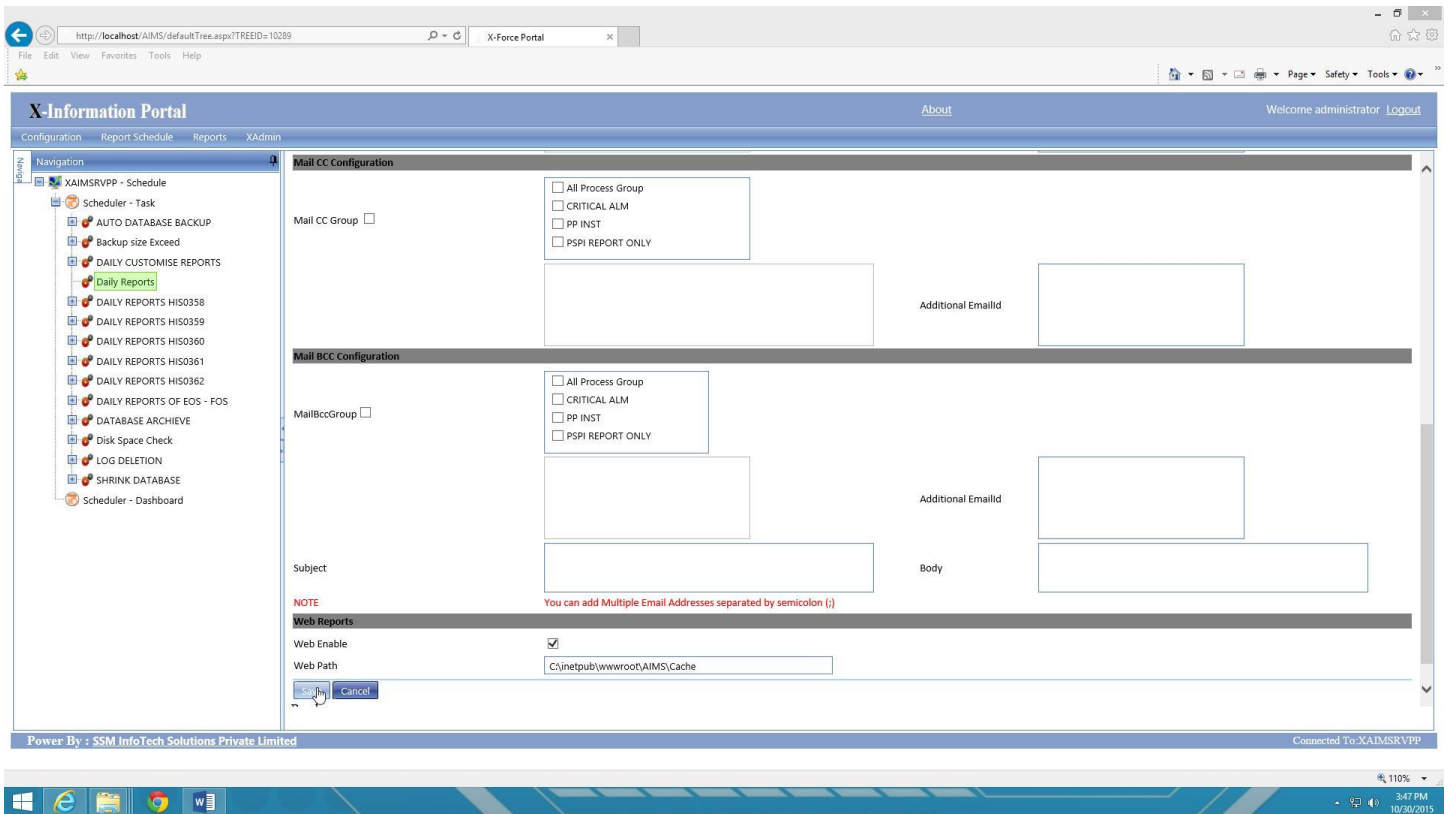 http://localhost/AIMS/defaultTree.aspx?TREEID=10289
X-Force Portal
File Edit View Favorites Tools Help
Page Safety Tools
X-Information Portal
About
Welcome administrator Logout
Configuration Report Schedule Reports XAdmin
Naviga
Navigation
XAIMSRVPP - Schedule
Scheduler - Task
AUTO DATABASE BACKUP
Backup size Exceed
DAILY CUSTOMISE REPORTS
Daily Reports
DAILY REPORTS HIS0358
DAILY REPORTS HIS0359
DAILY REPORTS HIS0360
DAILY REPORTS HIS0361
DAILY REPORTS HIS0362
DAILY REPORTS OF EOS - FOS
DATABASE ARCHIEVE
Disk Space Check
LOG DELETION
SHRINK DATABASE
Scheduler - Dashboard
Mail CC Configuration
Mail CC Group
All Process Group
CRITICAL ALM
PP INST
PSPI REPORT ONLY
Additional EmailId
Mail BCC Configuration
MailBccGroup
All Process Group
CRITICAL ALM
PP INST
PSPI REPORT ONLY
Additional EmailId
Subject
Body
NOTE
You can add Multiple Email Addresses separated by semicolon (;)
Web Reports
Web Enable
Web Path
C:\inetpub\wwwroot\AIMS\Cache
Cancel
Power By : SSM InfoTech Solutions Private Limited
Connected To:XAIMSRVPP
110%
3:47 PM
10/30/2015